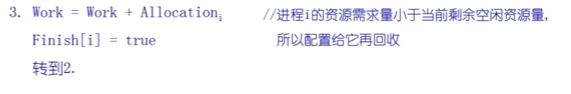 3. Work = Work + Allocationᵢ //进程i的资源需求量小于当前剩余空闲资源量,
Finish[i] = true 所以配置给它再回收
转到2.